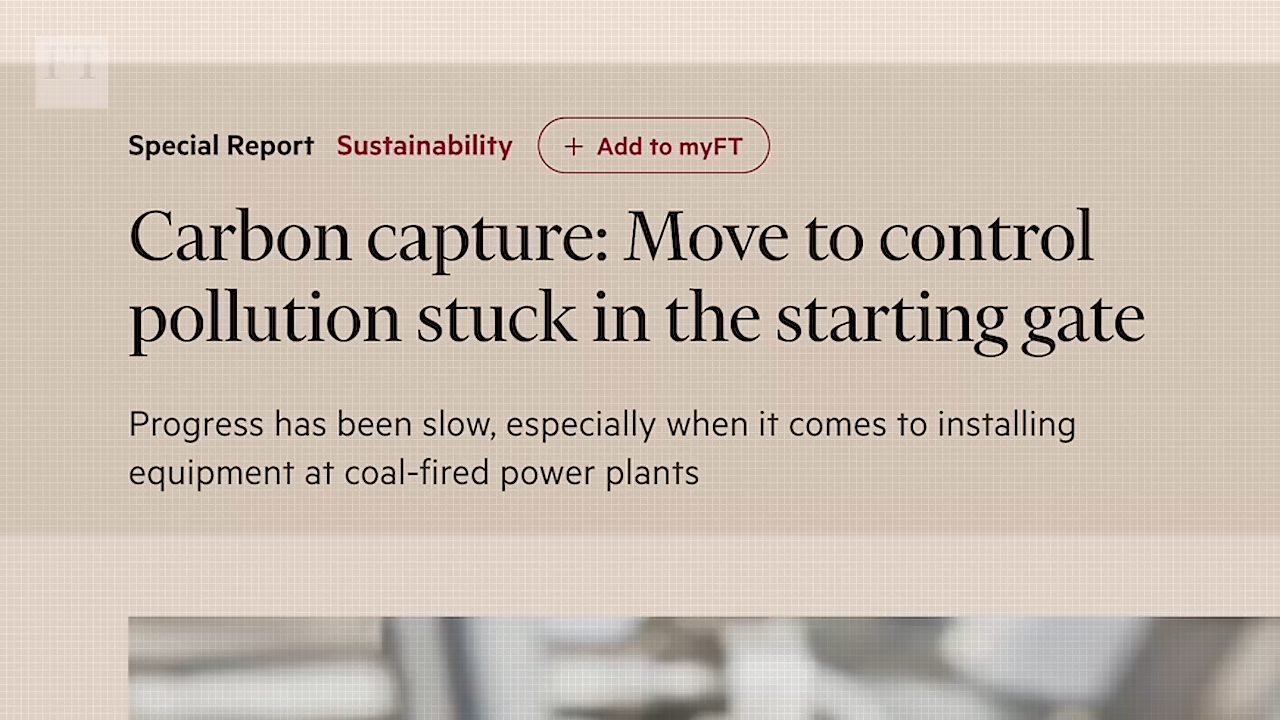 FT
Special Report Sustainability + Add to myFT
Carbon capture: Move to control
pollution stuck in the starting gate
Progress has been slow, especially when it comes to installing
equipment at coal-fired power plants